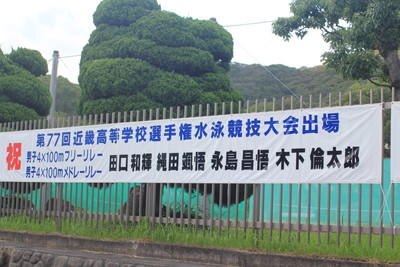 祝
第77回近畿高等学校選手権水泳競技大会出場
男子4×100mフリーリレー
男子4×100mメドレーリレー
田口 和輝 縄田 颯悟 永島 昌悟 木下 倫太郎